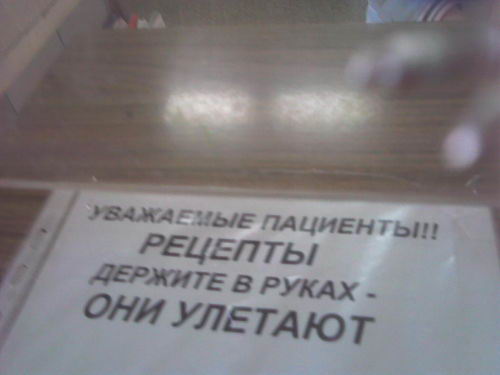 УВАЖАЕМЫЕ ПАЦИЕНТЫ!!
РЕЦЕПТЫ
ДЕРЖИТЕ В РУКАХ -
ОНИ УЛЕТАЮТ